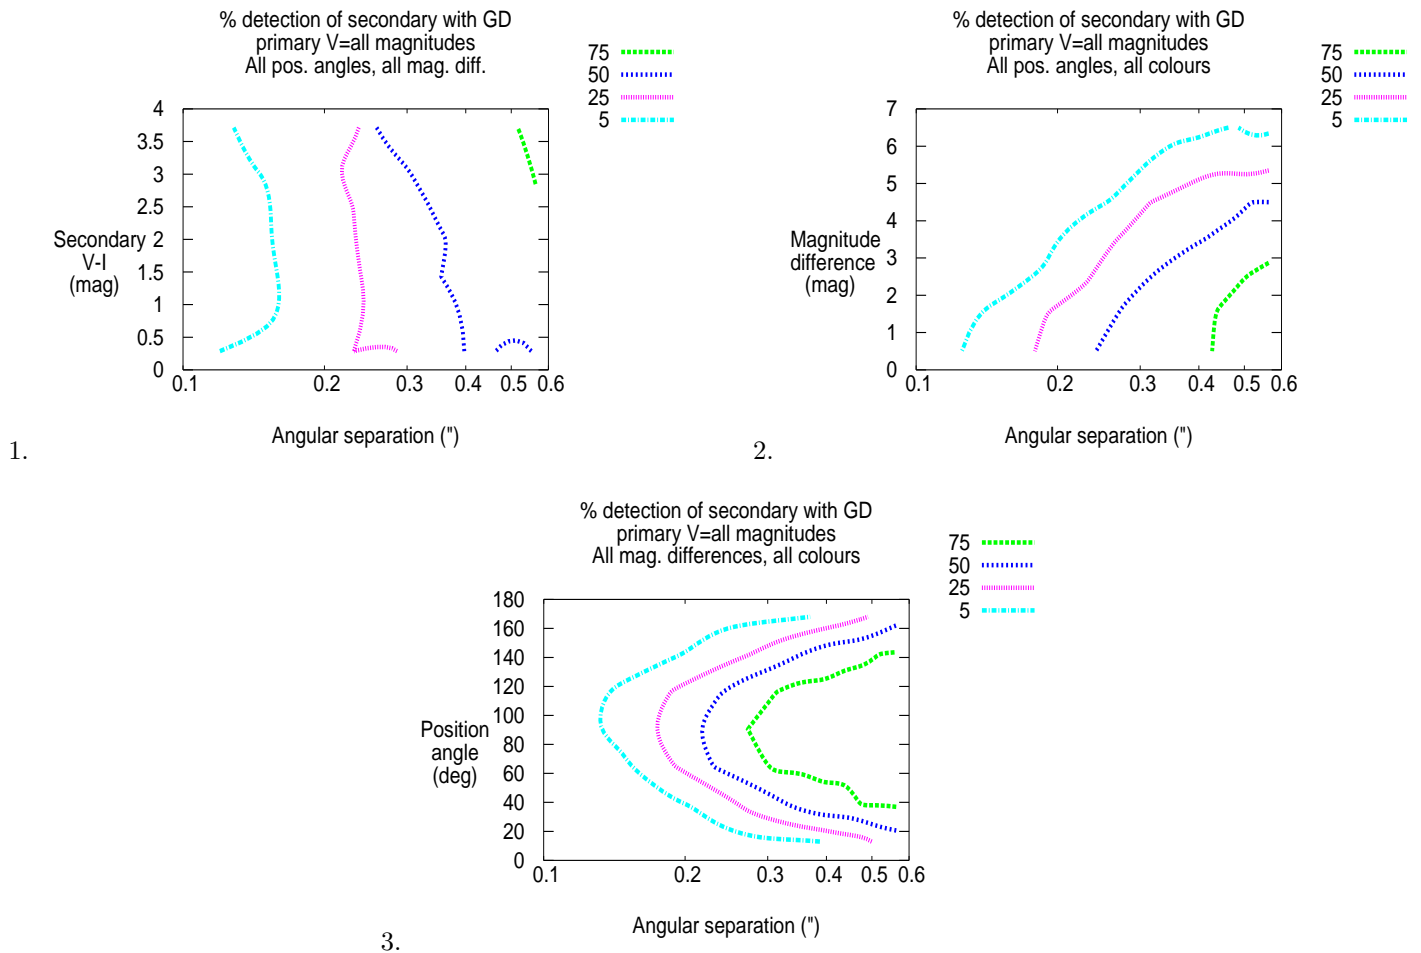 % detection of secondary with GD
primary V=all magnitudes
All pos. angles, all mag. diff.
75
50
25
5
4
3.5
3
2.5
2
1.5
1
0.5
0
Secondary
V-I
(mag)
0.1 0.2 0.3 0.4 0.5 0.6
Angular separation (")
1.
% detection of secondary with GD
primary V=all magnitudes
All pos. angles, all colours
75
50
25
5
7
6
5
4
3
2
1
0
Magnitude
difference
(mag)
0.1 0.2 0.3 0.4 0.5 0.6
Angular separation (")
2.
% detection of secondary with GD
primary V=all magnitudes
All mag. differences, all colours
75
50
25
5
180
160
140
120
100
80
60
40
20
0
Position
angle
(deg)
0.1 0.2 0.3 0.4 0.5 0.6
Angular separation (")
3.